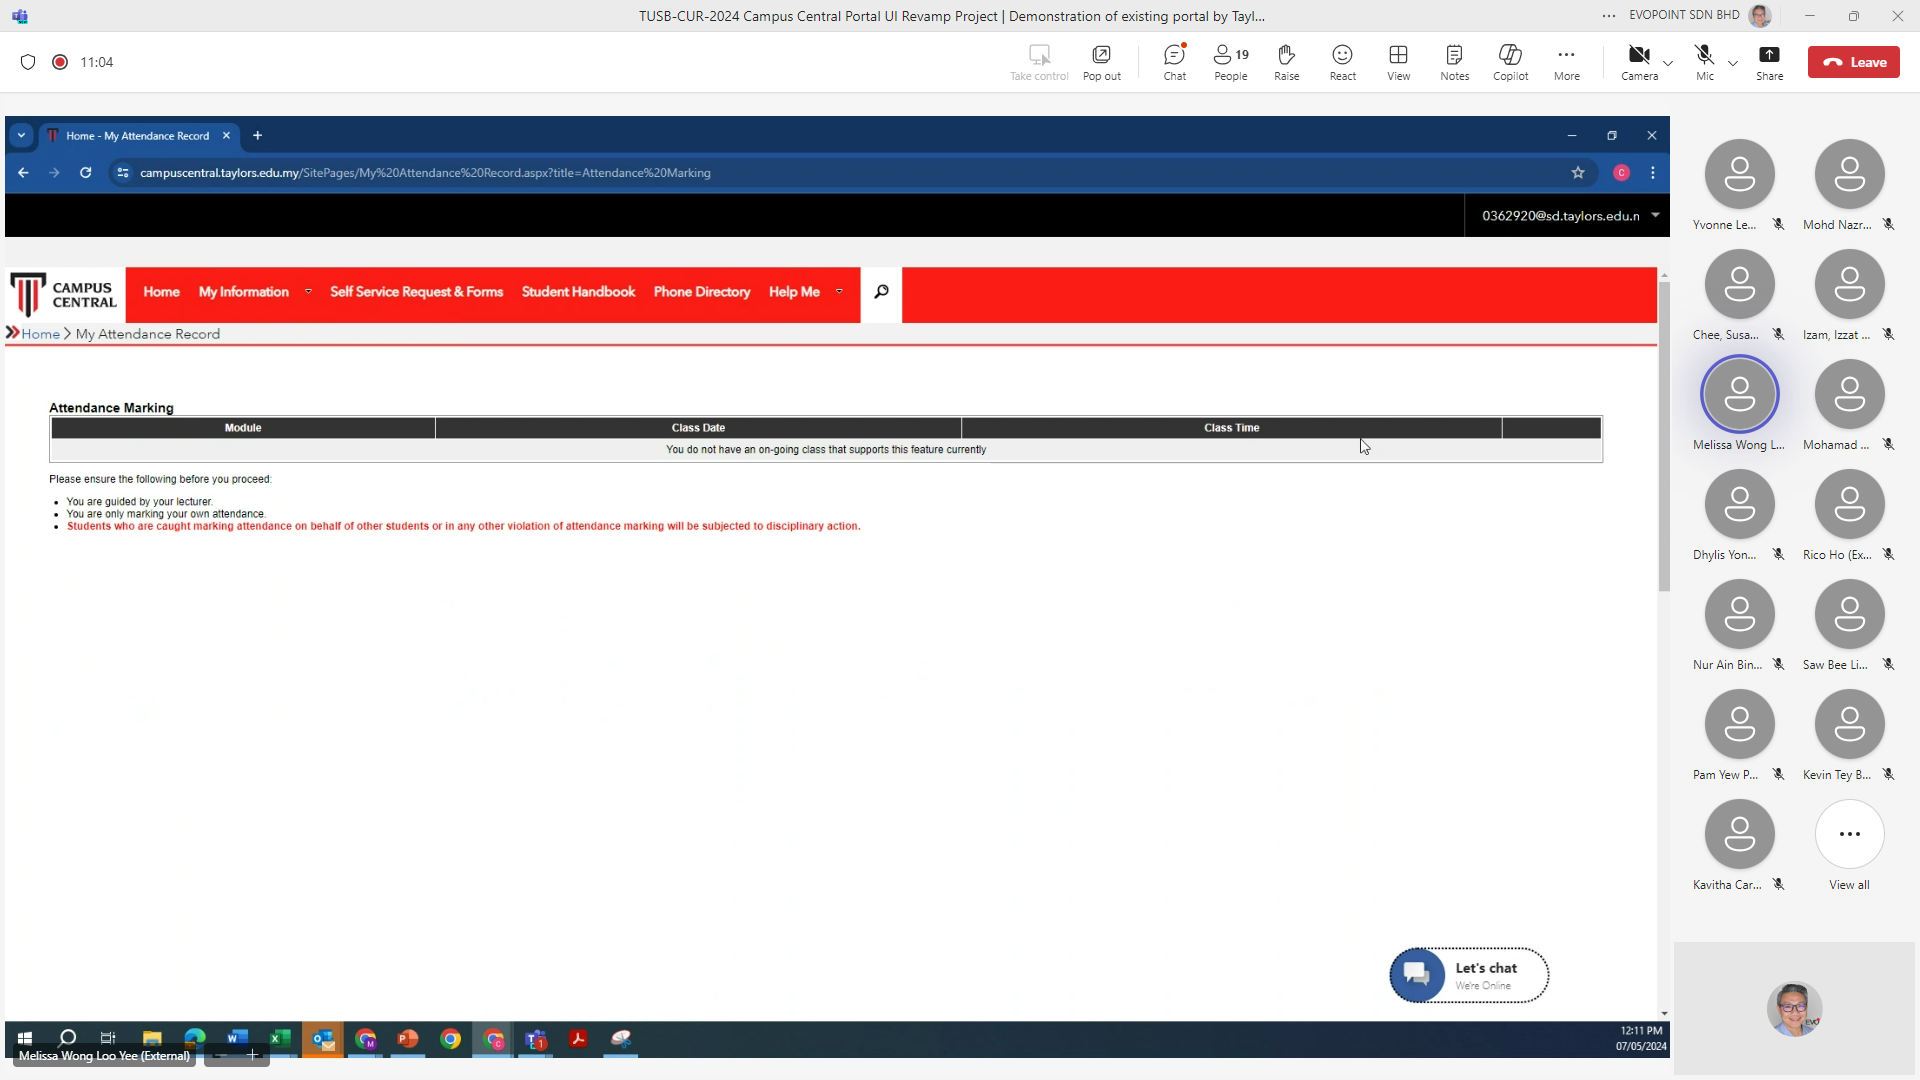 TUSB-CUR-2024 Campus Central Portal UI Revamp Project | Demonstration of existing portal by Tayl...
EVOPOINT SDN BHD
11:04
Take control
Pop out
Chat
19
People
Raise
React
View
Notes
Copilot
More
Camera
Mic
Share
Leave
Home - My Attendance Record
campuscentral.taylors.edu.my/SitePages/My%20Attendance%20Record.aspx?title=Attendance%20Marking
C
0362920@sd.taylors.edu.n
CAMPUS
CENTRAL
Home
My Information
Self Service Request & Forms
Student Handbook
Phone Directory
Help Me
Home > My Attendance Record
Attendance Marking
Module
Class Date
Class Time
You do not have an on-going class that supports this feature currently
Please ensure the following before you proceed:
• You are guided by your lecturer.
• You are only marking your own attendance.
• Students who are caught marking attendance on behalf of other students or in any other violation of attendance marking will be subjected to disciplinary action.
Let's chat
We're Online
12:11 PM
07/05/2024
Melissa Wong Loo Yee (External)
Yvonne Le...
Mohd Nazr...
Chee, Susa...
Izam, Izzat ...
Melissa Wong L...
Mohamad ...
Dhylis Yon...
Rico Ho (Ex...
Nur Ain Bin...
Saw Bee Li...
Pam Yew P...
Kevin Tey B...
Kavitha Car...
View all